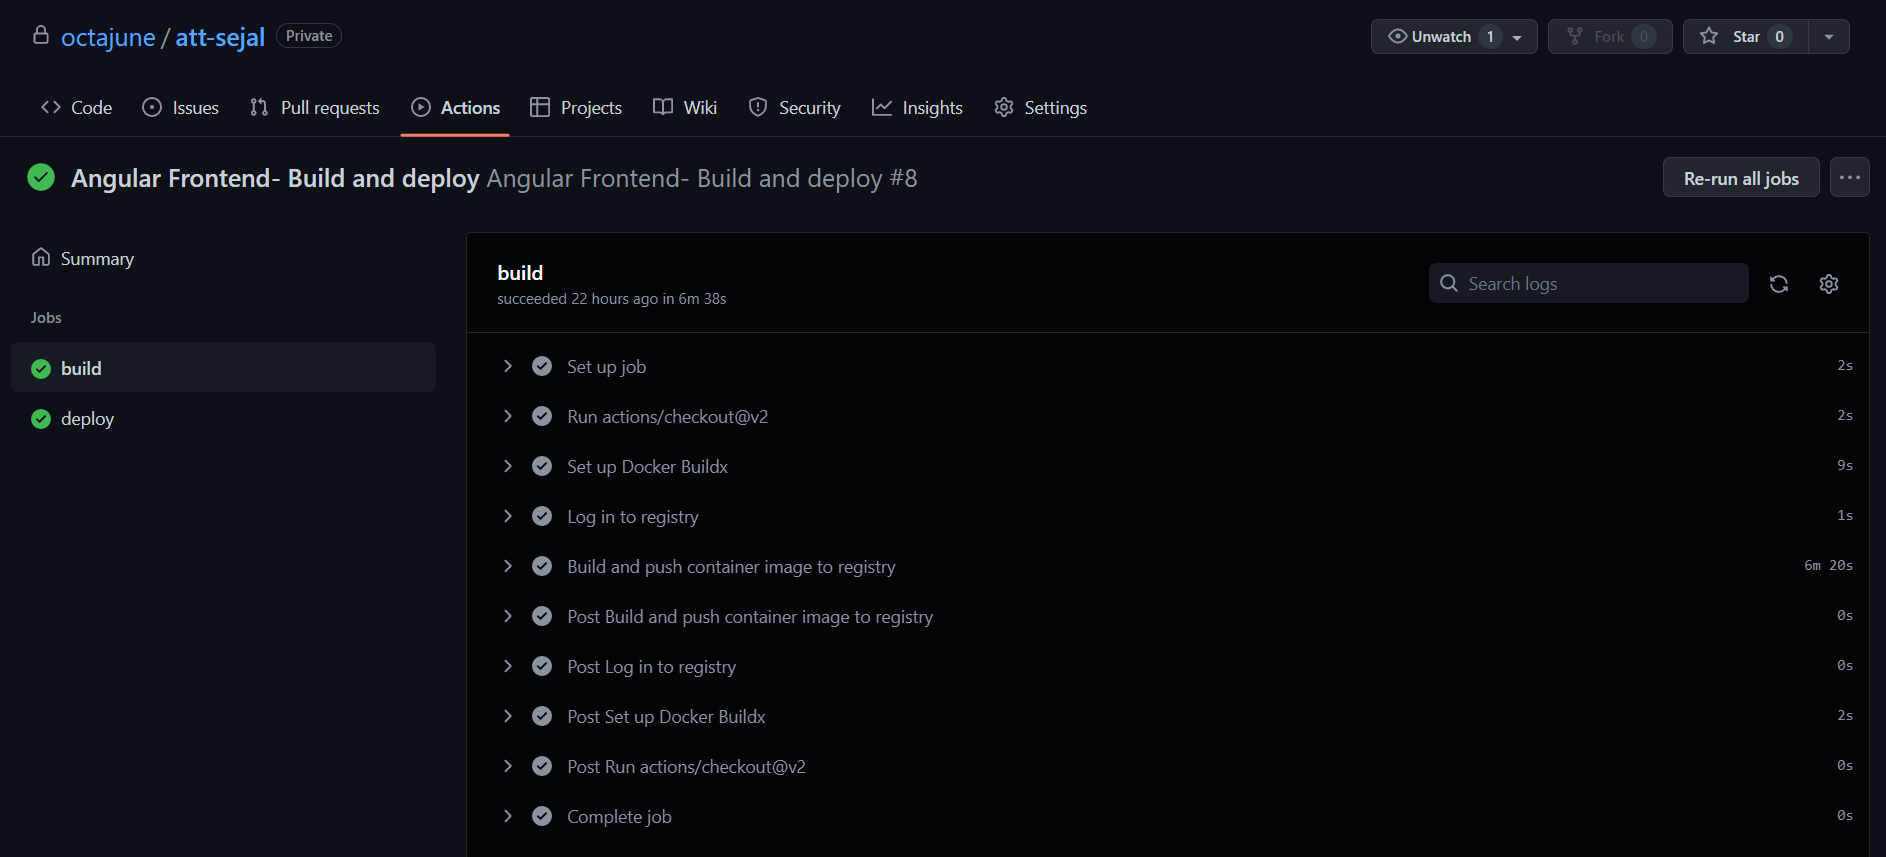 octajune / att-sejal Private Unwatch 1 Fork 0 Star 0
Code Issues Pull requests Actions Projects Wiki Security Insights Settings
Angular Frontend- Build and deploy Angular Frontend- Build and deploy #8 Re-run all jobs ...
Summary
Jobs
build
deploy
build
succeeded 22 hours ago in 6m 38s
Search logs
Set up job 2s
Run actions/checkout@v2 2s
Set up Docker Buildx 9s
Log in to registry 1s
Build and push container image to registry 6m 20s
Post Build and push container image to registry 0s
Post Log in to registry 0s
Post Set up Docker Buildx 2s
Post Run actions/checkout@v2 0s
Complete job 0s